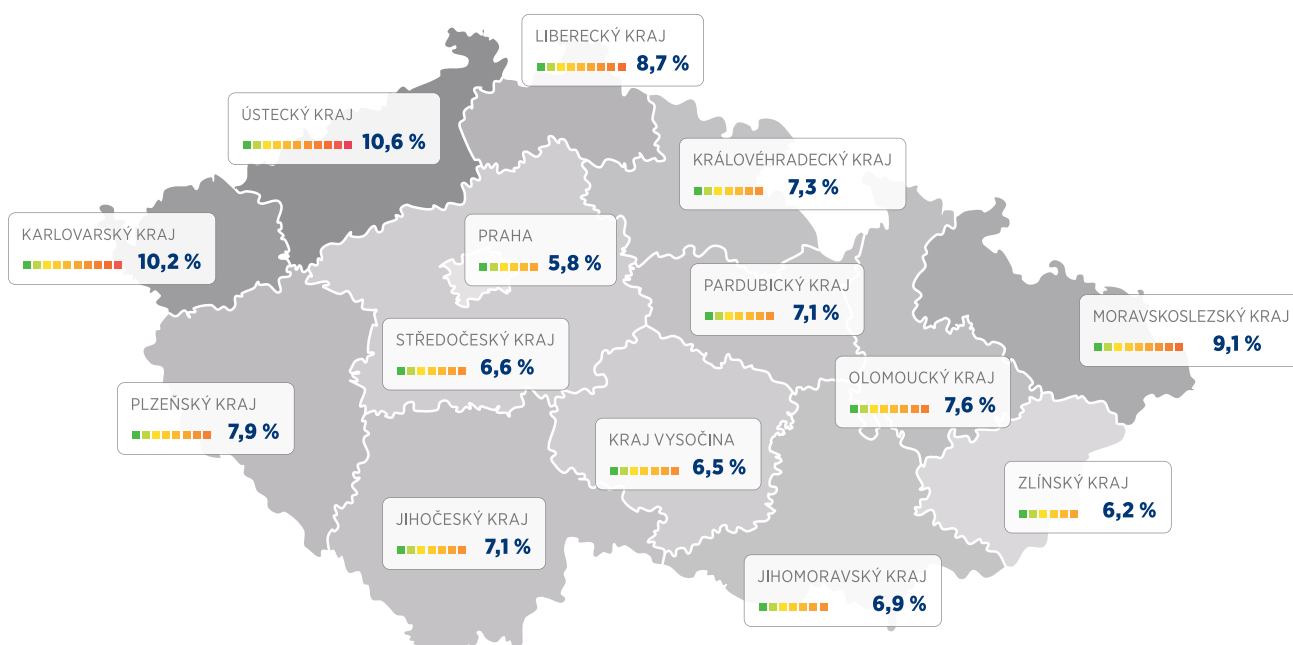 LIBERECKÝ KRAJ
8,7 %
ÚSTECKÝ KRAJ
10,6 %
KRÁLOVÉHRADECKÝ KRAJ
7,3 %
KARLOVARSKÝ KRAJ
10,2 %
PRAHA
5,8 %
PARDUBICKÝ KRAJ
7,1 %
MORAVSKOSLEZSKÝ KRAJ
9,1 %
STŘEDOČESKÝ KRAJ
6,6 %
OLOMOUCKÝ KRAJ
7,6 %
PLZEŇSKÝ KRAJ
7,9 %
KRAJ VYSOČINA
6,5 %
ZLÍNSKÝ KRAJ
6,2 %
JIHOČESKÝ KRAJ
7,1 %
JIHOMORAVSKÝ KRAJ
6,9 %